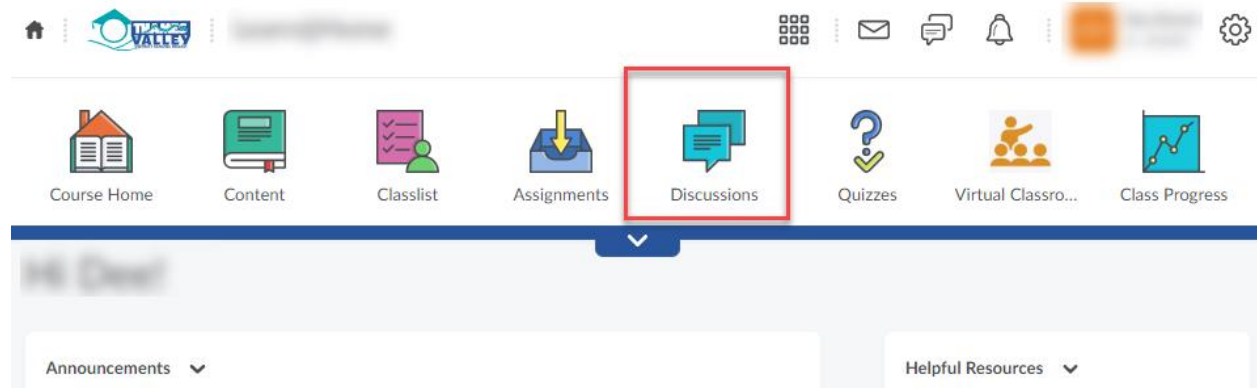 VALLEY
Course Home
Content
Classlist
Assignments
Discussions
Quizzes
Virtual Classro...
Class Progress
Announcements
Helpful Resources